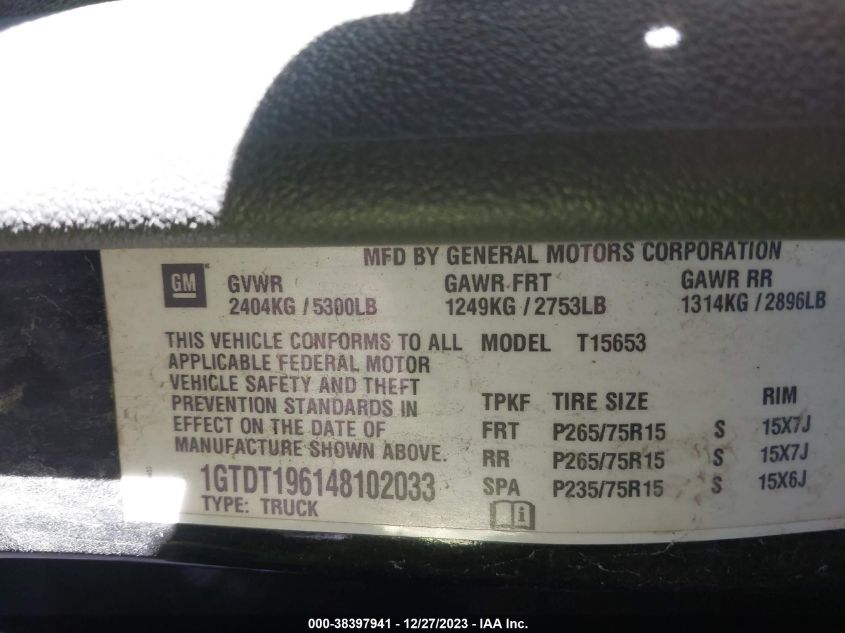 MFD BY GENERAL MOTORS CORPORATION
GM GVWR GAWR FRT GAWR RR
2404KG / 5300LB 1249KG / 2753LB 1314KG / 2896LB
THIS VEHICLE CONFORMS TO ALL MODEL T15653
APPLICABLE FEDERAL MOTOR
VEHICLE SAFETY AND THEFT
PREVENTION STANDARDS IN TPKF TIRE SIZE RIM
EFFECT ON THE DATE OF FRT P265/75R15 S 15X7J
MANUFACTURE SHOWN ABOVE. RR P265/75R15 S 15X7J
1GTDT196148102033 SPA P235/75R15 S 15X6J
TYPE: TRUCK
000-38397941 - 12/27/2023 - © IAA Inc.